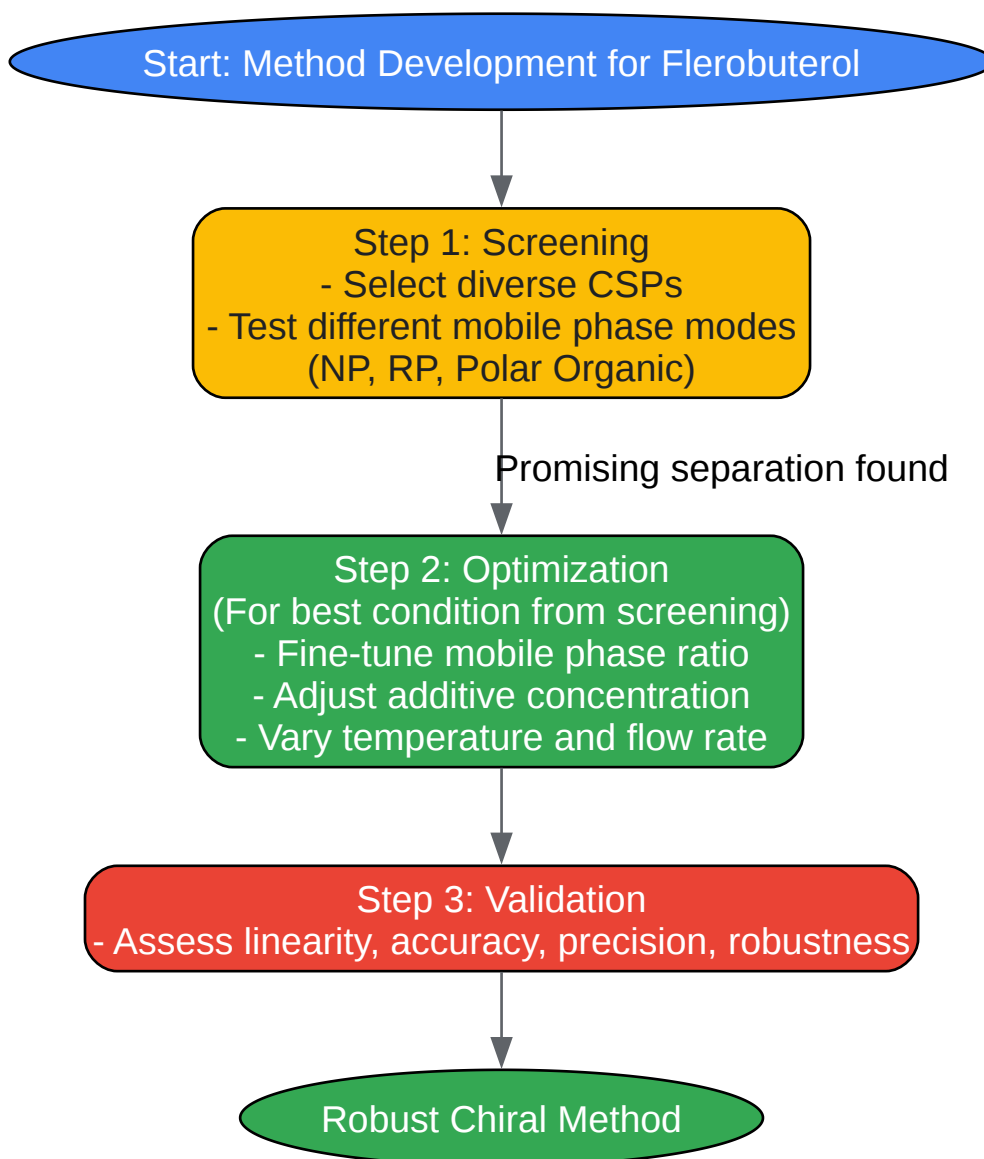 Start: Method Development for Flerobuterol
Step 1: Screening
- Select diverse CSPs
- Test different mobile phase modes
(NP, RP, Polar Organic)
Promising separation found
Step 2: Optimization
(For best condition from screening)
- Fine-tune mobile phase ratio
- Adjust additive concentration
- Vary temperature and flow rate
Step 3: Validation
- Assess linearity, accuracy, precision, robustness
Robust Chiral Method